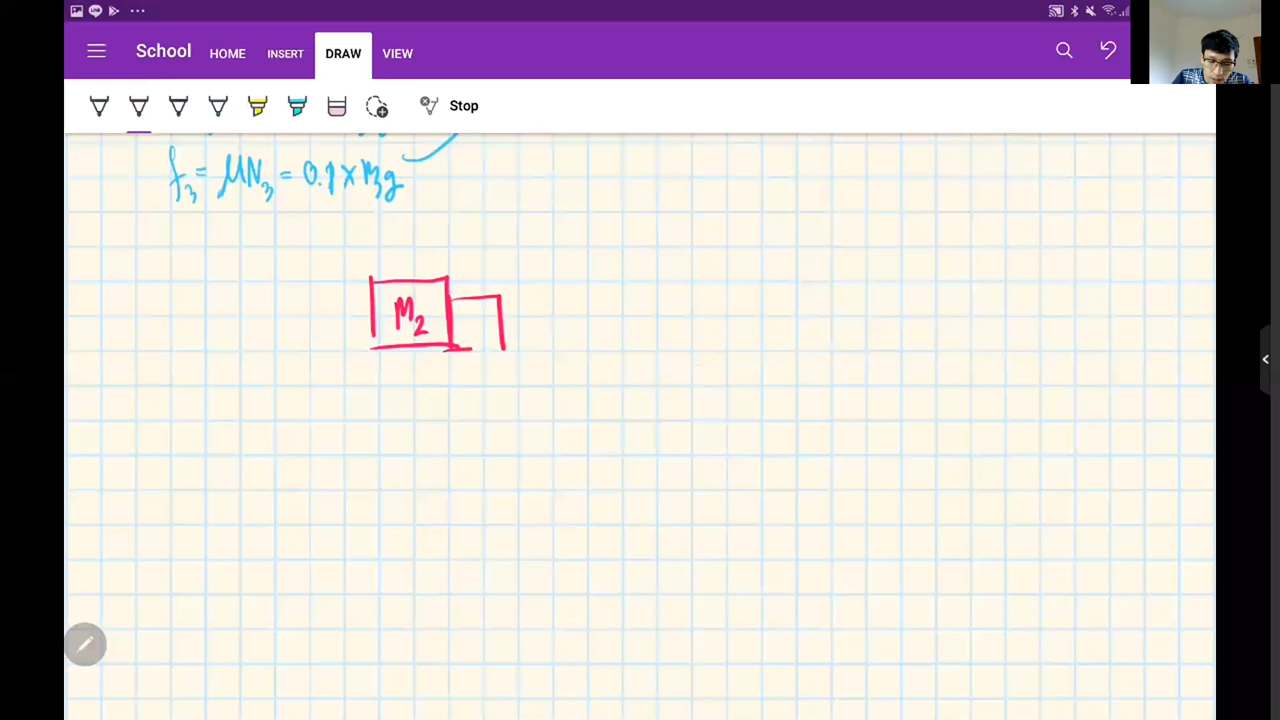 School HOME INSERT DRAW VIEW
Stop
f₃ = μN₃ = 0.1 × m₃g
M₂